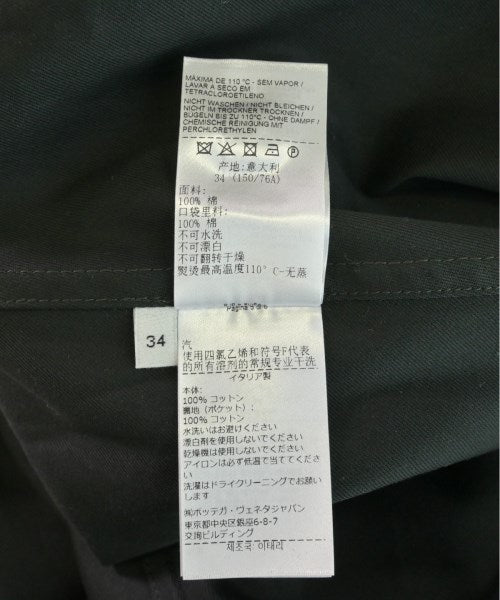 MÁXIMA DE 110 °C - SEM VAPOR /
LAVAR A SECO EM
TETRACLOROETILENO
NICHT WASCHEN / NICHT BLEICHEN /
NICHT IM TROCKNER TROCKNEN /
BÜGELN BIS ZU 110°C - OHNE DAMPF /
CHEMISCHE REINIGUNG MIT
PERCHLORETHYLEN
产地:意大利
34 (150/76A)
面料:
100% 棉
口袋里料:
100% 棉
不可水洗
不可漂白
不可翻转干燥
熨烫最高温度110°C-无蒸
34
汽
使用四氯乙烯和符号F代表
的所有溶剂的常规专业干洗
イタリア製
本体:
100% コットン
裏地（ポケット）:
100% コットン
水洗いはお避けください
漂白剤を使用しないでください
乾燥機は使用しないでください
アイロンは必ず低温で当ててくださ
い
洗濯はドライクリーニングでお願い
します
㈱ボッテガ・ヴェネタジャパン
東京都中央区銀座6-8-7
交詢ビルディング
제조국: 이태리